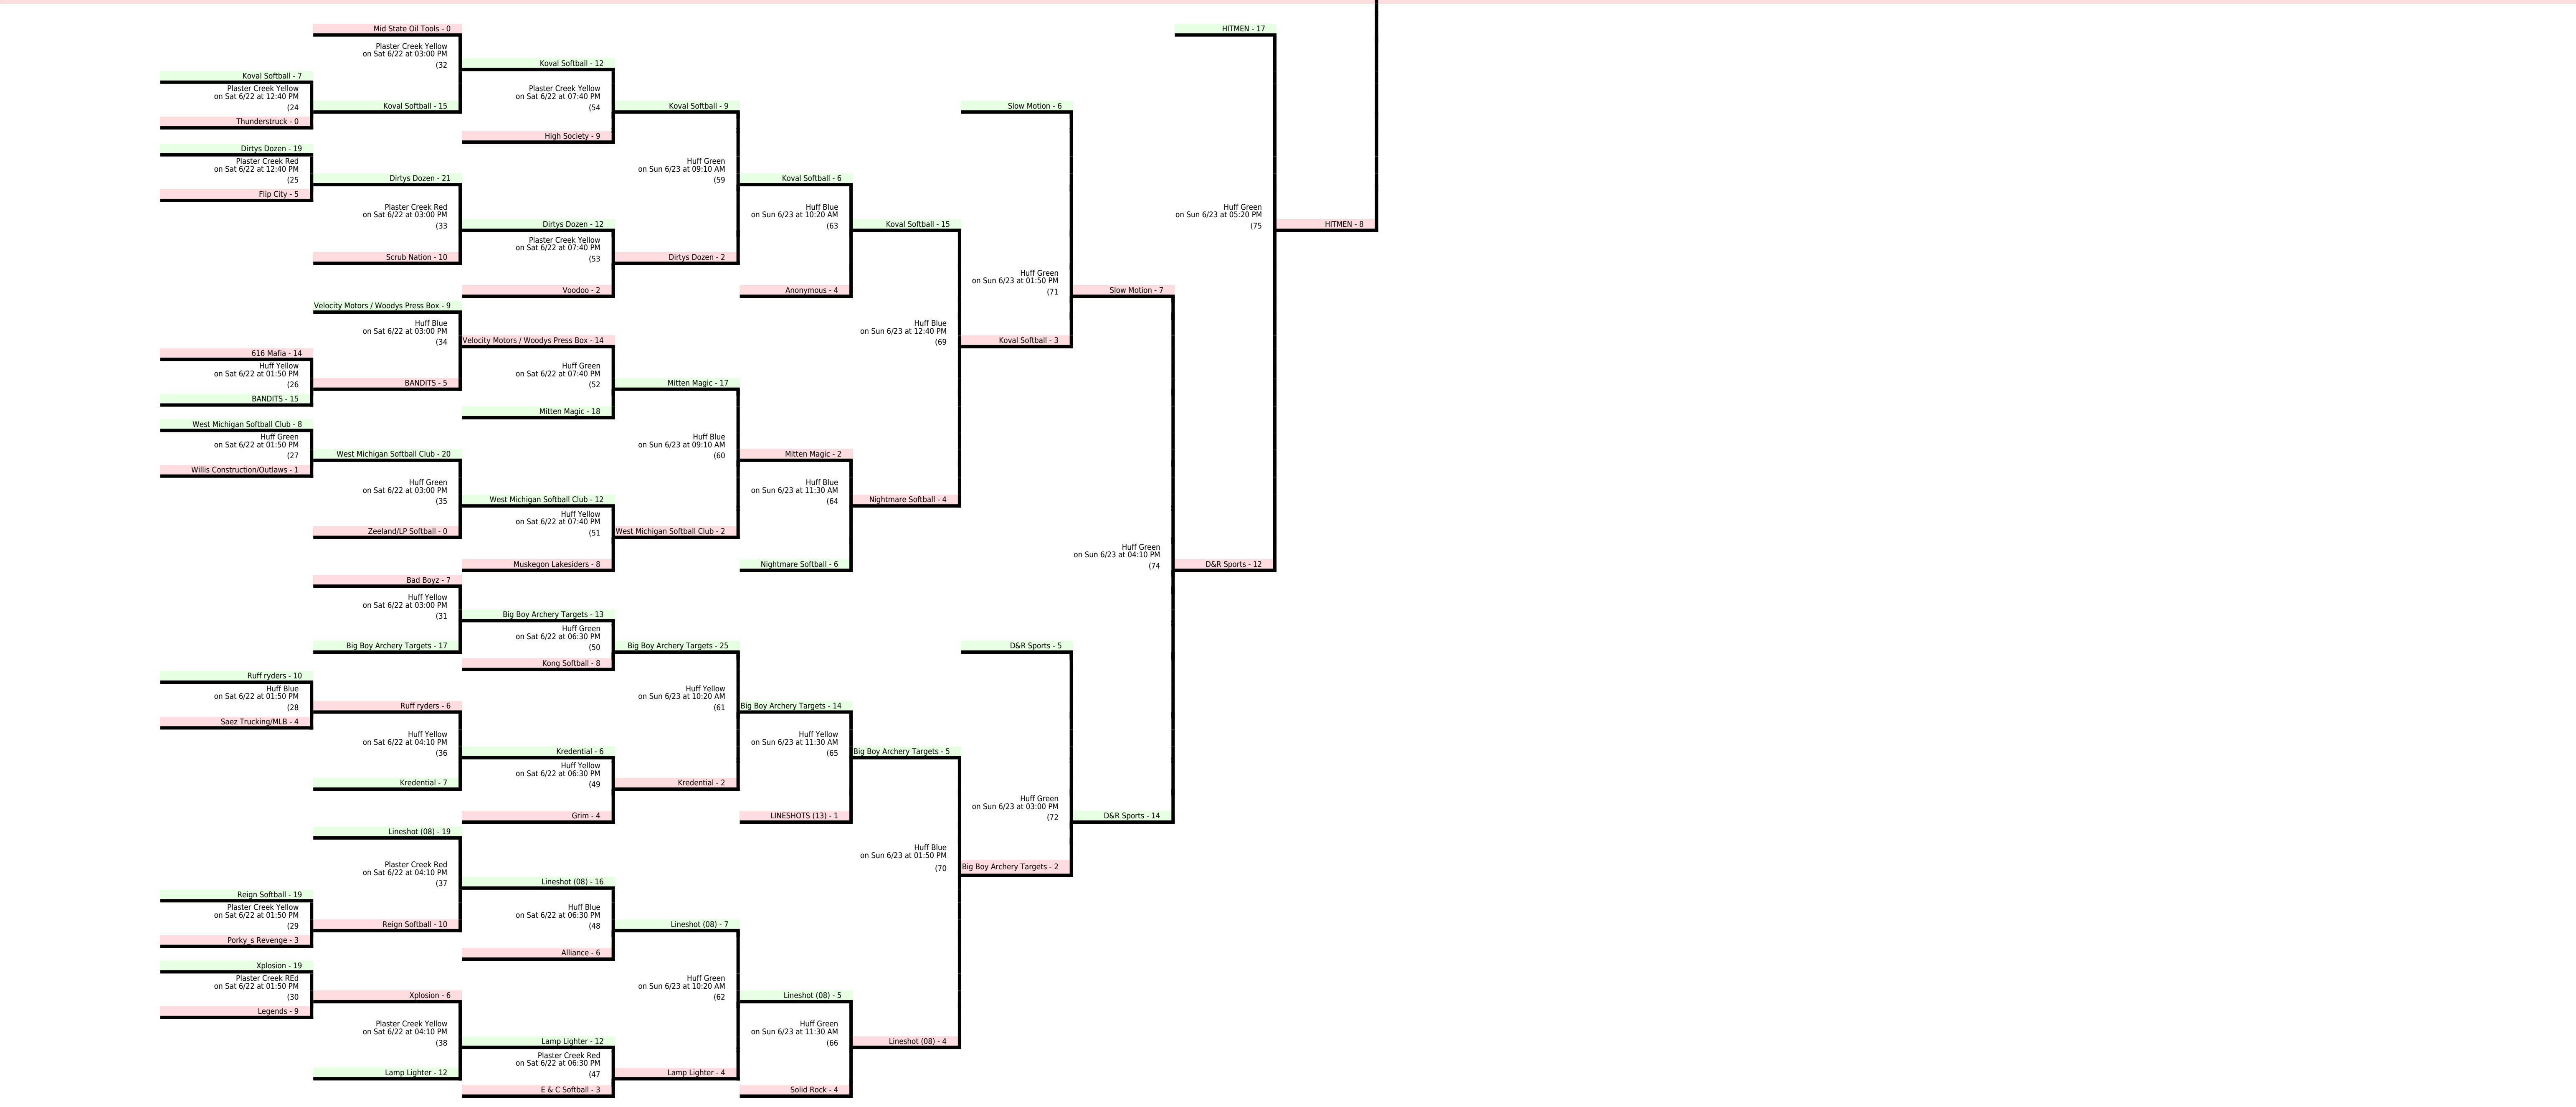 Mid State Oil Tools - 0
Plaster Creek Yellow
on Sat 6/22 at 03:00 PM
(32
Koval Softball - 7
Plaster Creek Yellow
on Sat 6/22 at 12:40 PM
(24
Thunderstruck - 0
Koval Softball - 15
Dirtys Dozen - 19
Plaster Creek Red
on Sat 6/22 at 12:40 PM
(25
Flip City - 5
Dirtys Dozen - 21
Plaster Creek Red
on Sat 6/22 at 03:00 PM
(33
Scrub Nation - 10
Velocity Motors / Woodys Press Box - 9
Huff Blue
on Sat 6/22 at 03:00 PM
(34
616 Mafia - 14
Huff Yellow
on Sat 6/22 at 01:50 PM
(26
BANDITS - 15
BANDITS - 5
West Michigan Softball Club - 8
Huff Green
on Sat 6/22 at 01:50 PM
(27
Willis Construction/Outlaws - 1
West Michigan Softball Club - 20
Huff Green
on Sat 6/22 at 03:00 PM
(35
Zeeland/LP Softball - 0
Bad Boyz - 7
Huff Yellow
on Sat 6/22 at 03:00 PM
(31
Big Boy Archery Targets - 17
Ruff ryders - 10
Huff Blue
on Sat 6/22 at 01:50 PM
(28
Saez Trucking/MLB - 4
Ruff ryders - 6
Huff Yellow
on Sat 6/22 at 04:10 PM
(36
Kredential - 7
Lineshot (08) - 19
Plaster Creek Red
on Sat 6/22 at 04:10 PM
(37
Reign Softball - 19
Plaster Creek Yellow
on Sat 6/22 at 01:50 PM
(29
Porky_s Revenge - 3
Reign Softball - 10
Xplosion - 19
Plaster Creek REd
on Sat 6/22 at 01:50 PM
(30
Legends - 9
Xplosion - 6
Plaster Creek Yellow
on Sat 6/22 at 04:10 PM
(38
Lamp Lighter - 12
Koval Softball - 12
Plaster Creek Yellow
on Sat 6/22 at 07:40 PM
(54
High Society - 9
Dirtys Dozen - 12
Plaster Creek Yellow
on Sat 6/22 at 07:40 PM
(53
Voodoo - 2
Velocity Motors / Woodys Press Box - 14
Huff Green
on Sat 6/22 at 07:40 PM
(52
Mitten Magic - 18
West Michigan Softball Club - 12
Huff Yellow
on Sat 6/22 at 07:40 PM
(51
Muskegon Lakesiders - 8
Big Boy Archery Targets - 13
Huff Green
on Sat 6/22 at 06:30 PM
(50
Kong Softball - 8
Kredential - 6
Huff Yellow
on Sat 6/22 at 06:30 PM
(49
Grim - 4
Lineshot (08) - 16
Huff Blue
on Sat 6/22 at 06:30 PM
(48
Alliance - 6
Lamp Lighter - 12
Plaster Creek Red
on Sat 6/22 at 06:30 PM
(47
E & C Softball - 3
Koval Softball - 9
Huff Green
on Sun 6/23 at 09:10 AM
(59
Dirtys Dozen - 2
Mitten Magic - 17
Huff Blue
on Sun 6/23 at 09:10 AM
(60
West Michigan Softball Club - 2
Big Boy Archery Targets - 25
Huff Yellow
on Sun 6/23 at 10:20 AM
(61
Kredential - 2
Lineshot (08) - 7
Huff Green
on Sun 6/23 at 10:20 AM
(62
Lamp Lighter - 4
Koval Softball - 6
Huff Blue
on Sun 6/23 at 10:20 AM
(63
Anonymous - 4
Mitten Magic - 2
Huff Blue
on Sun 6/23 at 11:30 AM
(64
Nightmare Softball - 6
Big Boy Archery Targets - 14
Huff Yellow
on Sun 6/23 at 11:30 AM
(65
LINESHOTS (13) - 1
Lineshot (08) - 5
Huff Green
on Sun 6/23 at 11:30 AM
(66
Solid Rock - 4
Koval Softball - 15
Huff Blue
on Sun 6/23 at 12:40 PM
(69
Nightmare Softball - 4
Big Boy Archery Targets - 5
Huff Blue
on Sun 6/23 at 01:50 PM
(70
Lineshot (08) - 4
Slow Motion - 6
Huff Green
on Sun 6/23 at 01:50 PM
(71
Koval Softball - 3
D&R Sports - 5
Huff Green
on Sun 6/23 at 03:00 PM
(72
Big Boy Archery Targets - 2
Slow Motion - 7
Huff Green
on Sun 6/23 at 04:10 PM
(74
D&R Sports - 14
HITMEN - 17
Huff Green
on Sun 6/23 at 05:20 PM
(75
D&R Sports - 12
HITMEN - 8